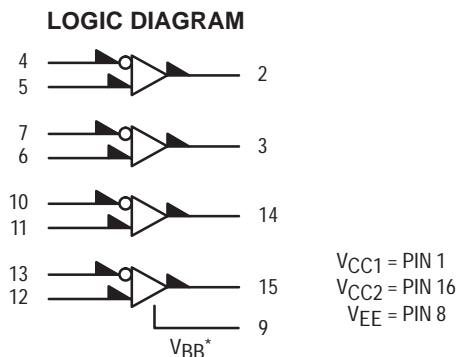 LOGIC DIAGRAM
4
5
2
7
6
3
10
11
14
13
12
15
9
VBB*
VCC1 = PIN 1
VCC2 = PIN 16
VEE = PIN 8